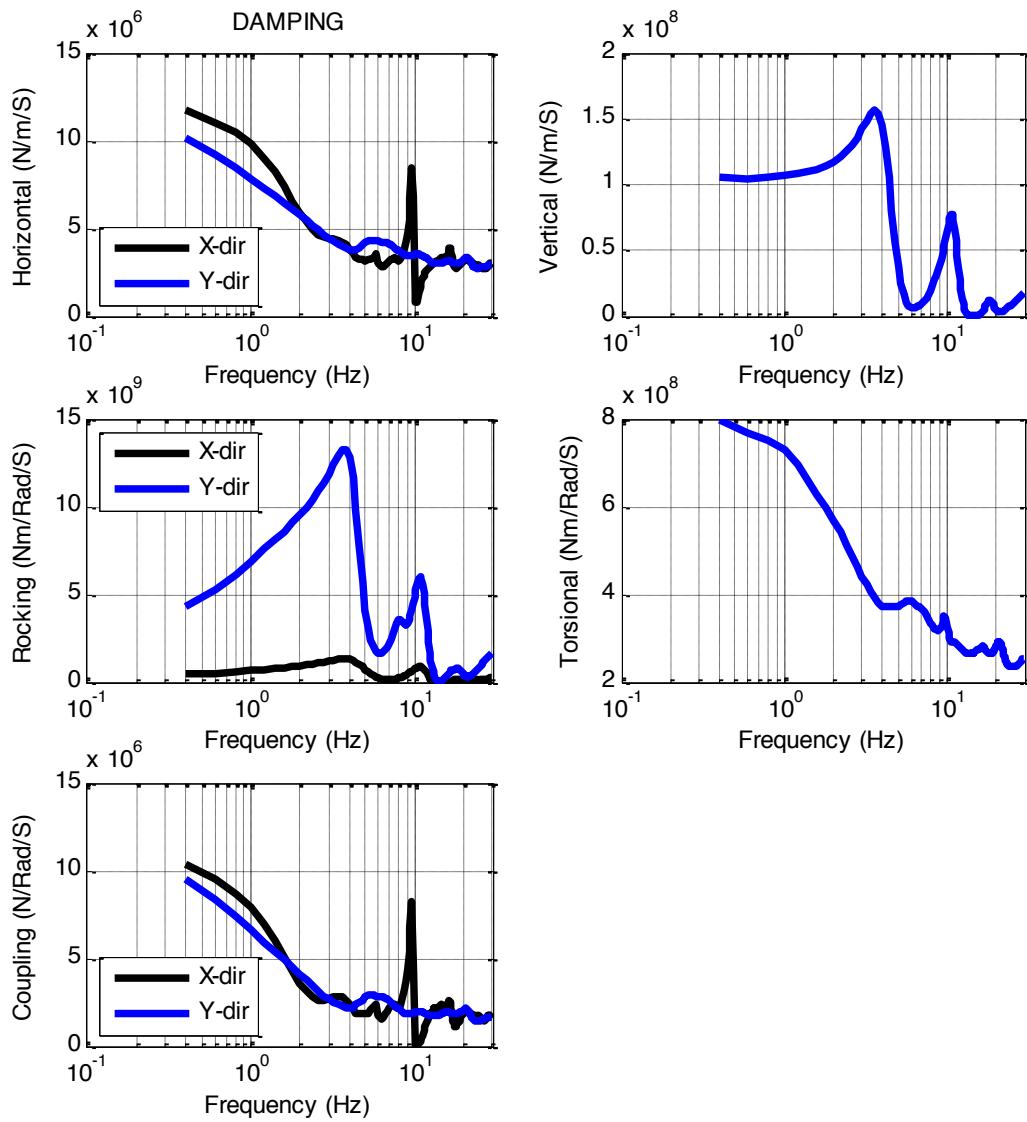 DAMPING
x 10^6
15
10
5
0
Horizontal (N/m/S)
X-dir
Y-dir
10^-1 10^0 10^1
Frequency (Hz)
x 10^8
2
1.5
1
0.5
0
Vertical (N/m/S)
10^-1 10^0 10^1
Frequency (Hz)
x 10^9
15
10
5
0
Rocking (Nm/Rad/S)
X-dir
Y-dir
10^-1 10^0 10^1
Frequency (Hz)
x 10^8
8
6
4
2
Torsional (Nm/Rad/S)
10^-1 10^0 10^1
Frequency (Hz)
x 10^6
15
10
5
0
Coupling (N/Rad/S)
X-dir
Y-dir
10^-1 10^0 10^1
Frequency (Hz)